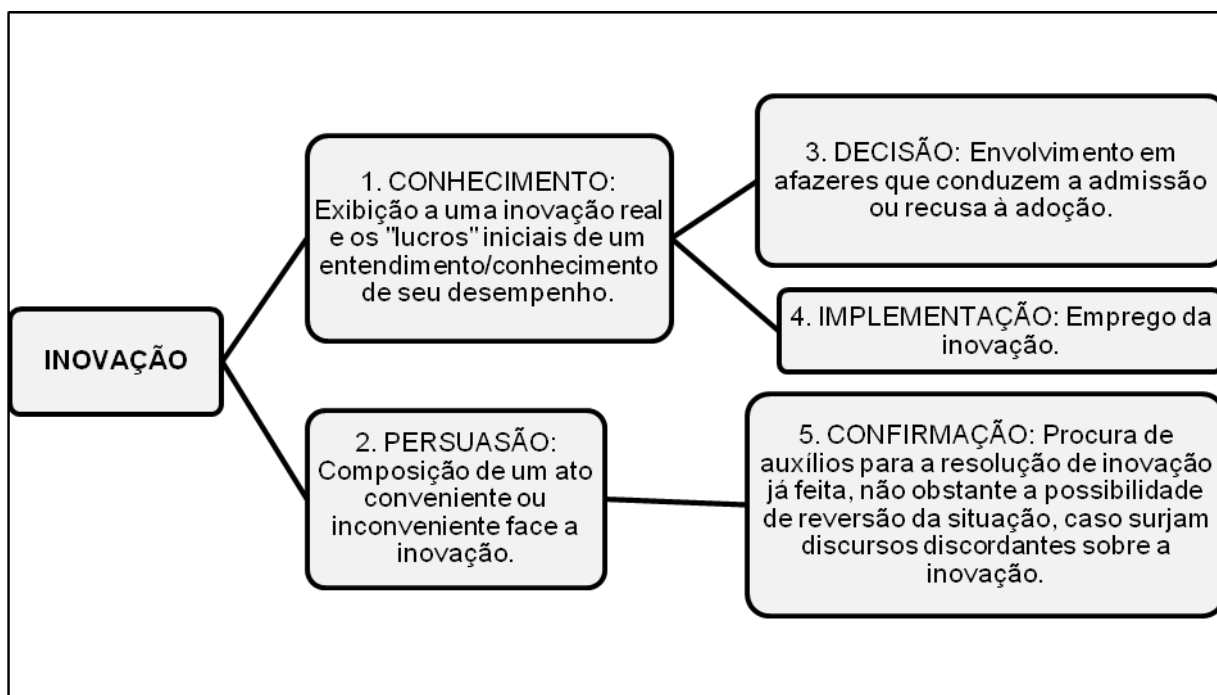 INOVAÇÃO
1. CONHECIMENTO:
Exibição a uma inovação real
e os "lucros" iniciais de um
entendimento/conhecimento
de seu desempenho.
2. PERSUASÃO:
Composição de um ato
conveniente ou
inconveniente face a
inovação.
3. DECISÃO: Envolvimento em
afazeres que conduzem a admissão
ou recusa à adoção.
4. IMPLEMENTAÇÃO: Emprego da
inovação.
5. CONFIRMAÇÃO: Procura de
auxílios para a resolução de inovação
já feita, não obstante a possibilidade
de reversão da situação, caso surjam
discursos discordantes sobre a
inovação.